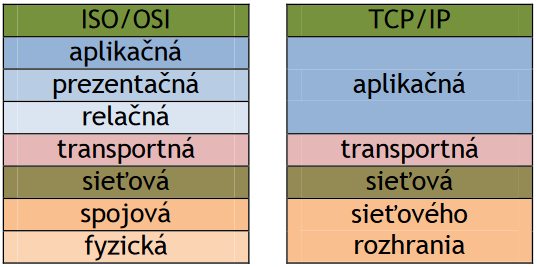 ISO/OSI
aplikačná
prezentačná
relačná
transportná
sieťová
spojová
fyzická
TCP/IP
aplikačná
transportná
sieťová
sieťového
rozhrania